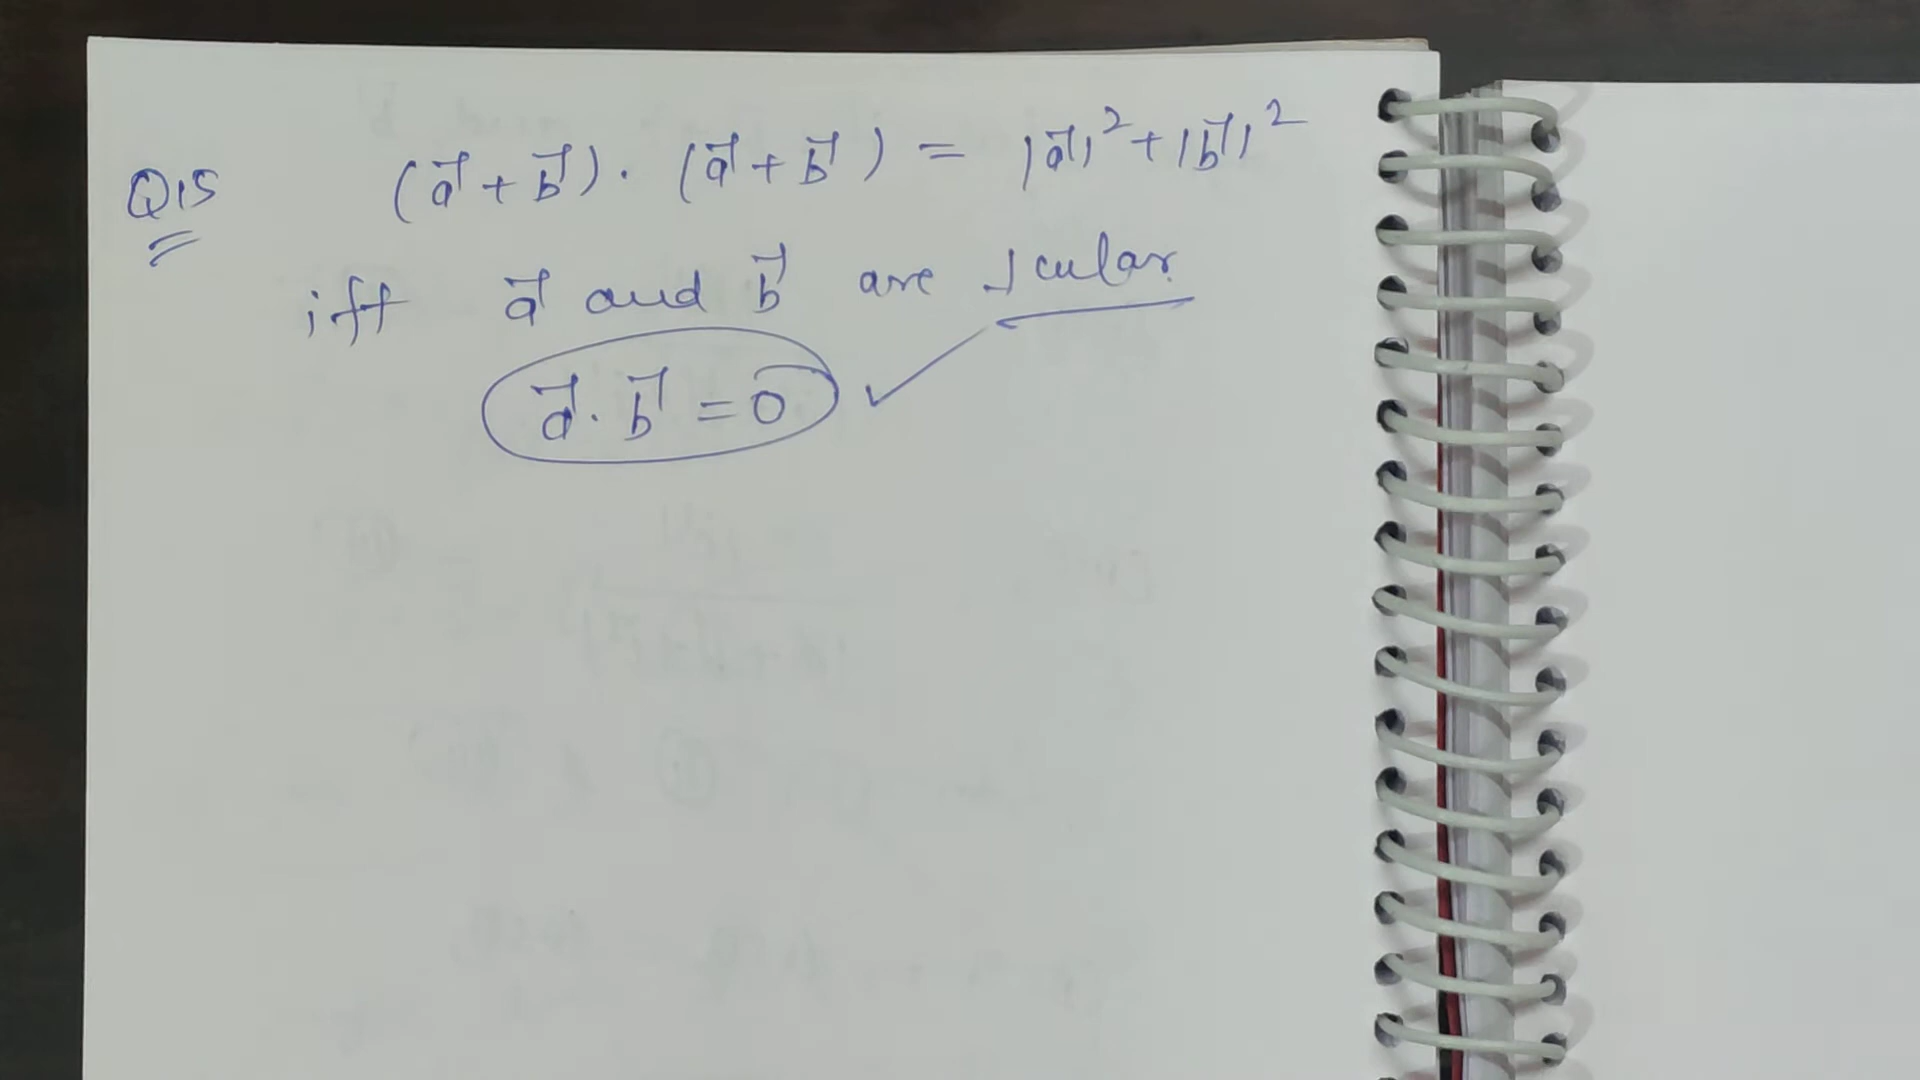 Q15 (a⃗ + b⃗). (a⃗ + b⃗) = |a⃗|² + |b⃗|²
iff a⃗ and b⃗ are ⊥cular.
a⃗. b⃗ = 0 ✓